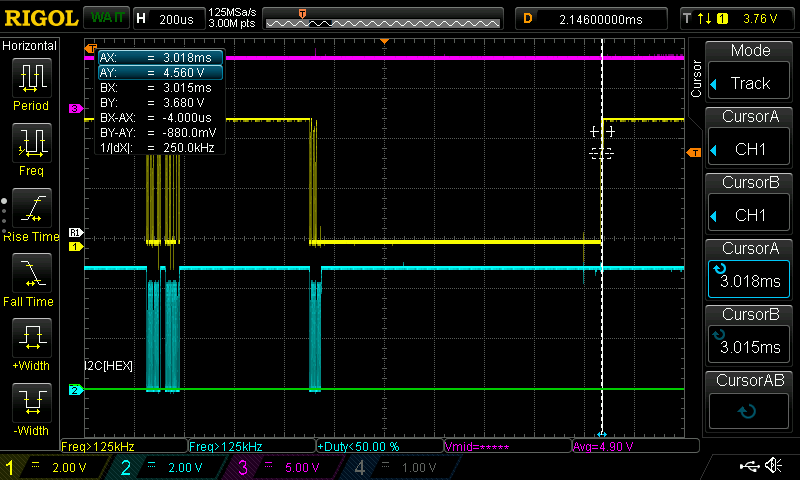 RIGOL WAIT H 200us 125MSa/s D 2.14600000ms T 1 3.76 V
3.00M pts
T
Horizontal
Period
Freq
Rise Time
Fall Time
+Width
-Width
AX: = 3.018ms
AY: = 4.560 V
BX: = 3.015ms
BY: = 3.680 V
BX-AX: = -4.000us
BY-AY: = -880.0mV
1/|dX|: = 250.0kHz
T
3
R1
1
I2C[HEX]
2
T
Cursor
Mode
Track
CursorA
CH1
CursorB
CH1
CursorA
3.018ms
CursorB
3.015ms
CursorAB
Freq>125kHz Freq>125kHz +Duty<50.00 % Vmid=***** Avg=4.90 V
1 = 2.00 V 2 = 2.00 V 3 = 5.00 V 4 = 1.00 V